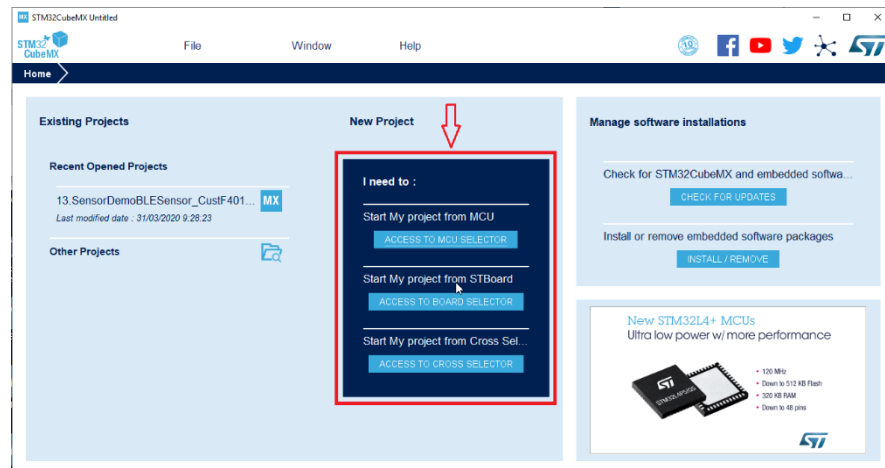 STM32CubeMX Untitled
STM32
CubeMX
File
Window
Help
Home
Existing Projects
New Project
Manage software installations
Recent Opened Projects
13.SensorDemoBLESensor_CustF401...
MX
Last modified date : 31/03/2020 9:28:23
Other Projects
I need to :
Start My project from MCU
ACCESS TO MCU SELECTOR
Start My project from STBoard
ACCESS TO BOARD SELECTOR
Start My project from Cross Sel...
ACCESS TO CROSS SELECTOR
Check for STM32CubeMX and embedded softwa...
CHECK FOR UPDATES
Install or remove embedded software packages
INSTALL / REMOVE
New STM32L4+ MCUs
Ultra low power w/ more performance
• 120 MHz
• Down to 512 KB Flash
• 320 KB RAM
• Down to 48 pins